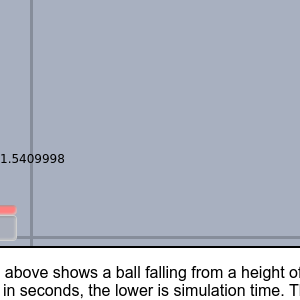 1.5409998
above shows a ball falling from a height of
in seconds, the lower is simulation time.